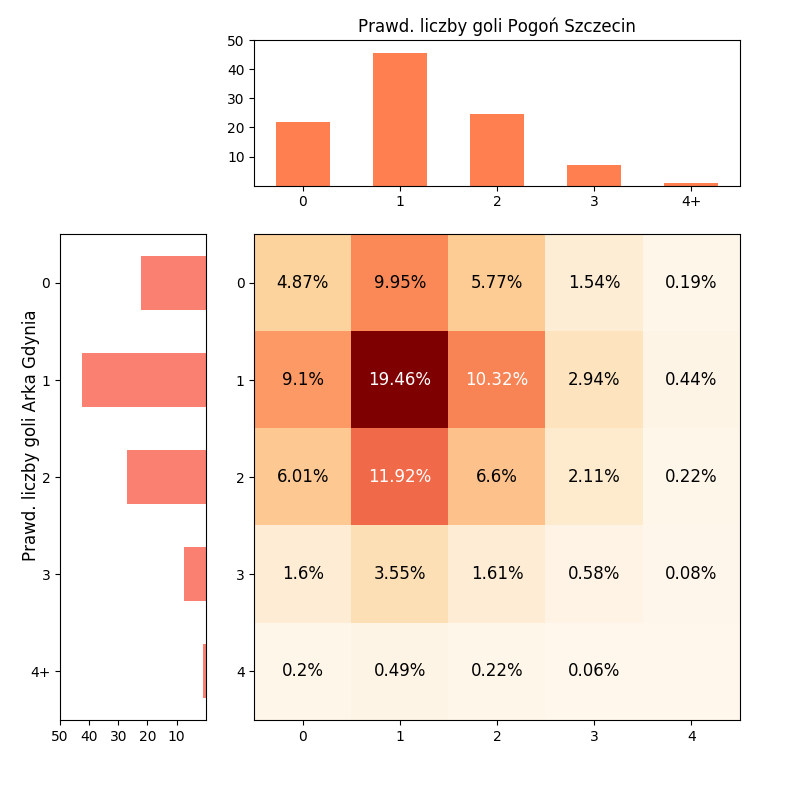 Prawd. liczby goli Pogoń Szczecin
50
40
30
20
10
0 1 2 3 4+
Prawd. liczby goli Arka Gdynia
0
1
2
3
4+
50 40 30 20 10
0 4.87% 9.95% 5.77% 1.54% 0.19%
1 9.1% 19.46% 10.32% 2.94% 0.44%
2 6.01% 11.92% 6.6% 2.11% 0.22%
3 1.6% 3.55% 1.61% 0.58% 0.08%
4 0.2% 0.49% 0.22% 0.06%
0 1 2 3 4